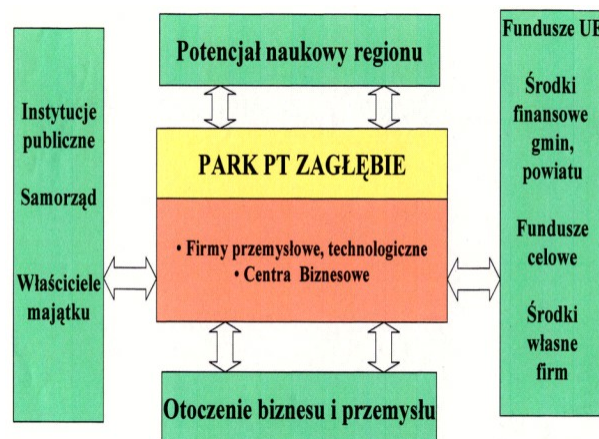 Potencjał naukowy regionu
Instytucje
publiczne
Samorząd
Właściciele
majątku
PARK PT ZAGŁĘBIE
• Firmy przemysłowe, technologiczne
• Centra Biznesowe
Fundusze UE
Środki
finansowe
gmin,
powiatu
Fundusze
celowe
Środki
własne
firm
Otoczenie biznesu i przemysłu